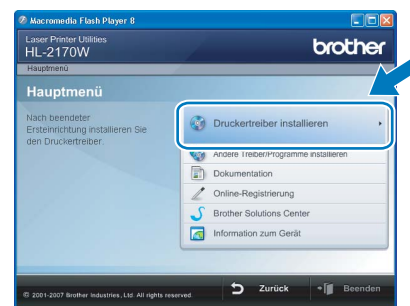 Macromedia Flash Player 8
Laser Printer Utilities
HL-2170W
brother
Hauptmenü
Hauptmenü
Nach beendeter
Ersteinrichtung installieren Sie
den Druckertreiber.
Druckertreiber installieren
Andere Treiber/Programme installieren
Dokumentation
Online-Registrierung
Brother Solutions Center
Information zum Gerät
© 2001-2007 Brother Industries, Ltd. All rights reserved.
Zurück
Beenden